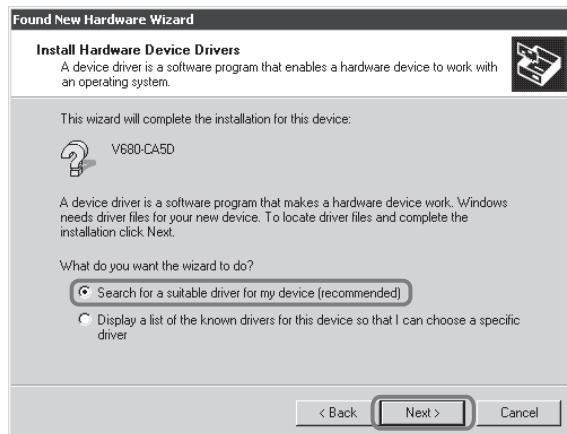 Found New Hardware Wizard
Install Hardware Device Drivers
A device driver is a software program that enables a hardware device to work with
an operating system.
This wizard will complete the installation for this device:
V680-CA5D
A device driver is a software program that makes a hardware device work. Windows
needs driver files for your new device. To locate driver files and complete the
installation click Next.
What do you want the wizard to do?
Search for a suitable driver for my device (recommended)
Display a list of the known drivers for this device so that I can choose a specific
driver
< Back Next > Cancel